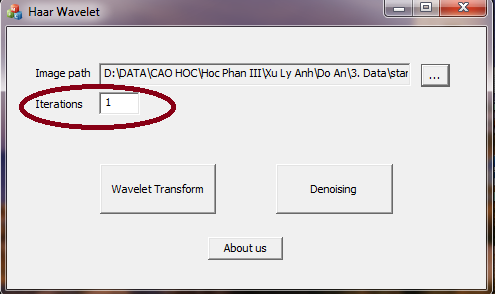 Haar Wavelet
Image path D:\DATA\CAO HOC\Hoc Phan III\Xu Ly Anh\Do An\3. Data\star ...
Iterations 1
Wavelet Transform Denoising
About us